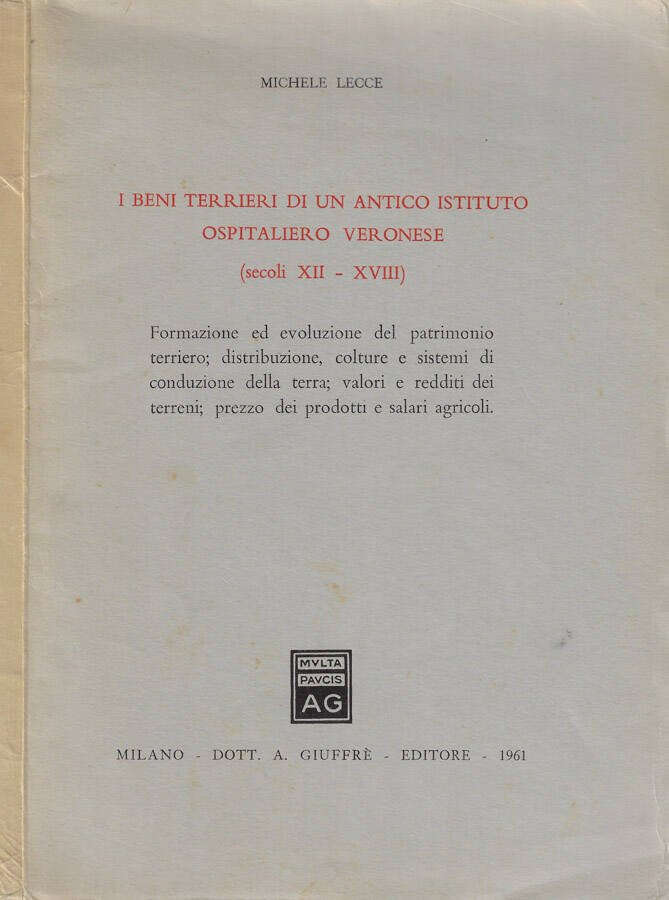 MICHELE LECCE
I BENI TERRIERI DI UN ANTICO ISTITUTO
OSPITALIERO VERONESE
(secoli XII - XVIII)
Formazione ed evoluzione del patrimonio
terriero; distribuzione, colture e sistemi di
conduzione della terra; valori e redditi dei
terreni; prezzo dei prodotti e salari agricoli.
MVLTA
PAVCIS
AG
MILANO - DOTT. A. GIUFFRÈ - EDITORE - 1961